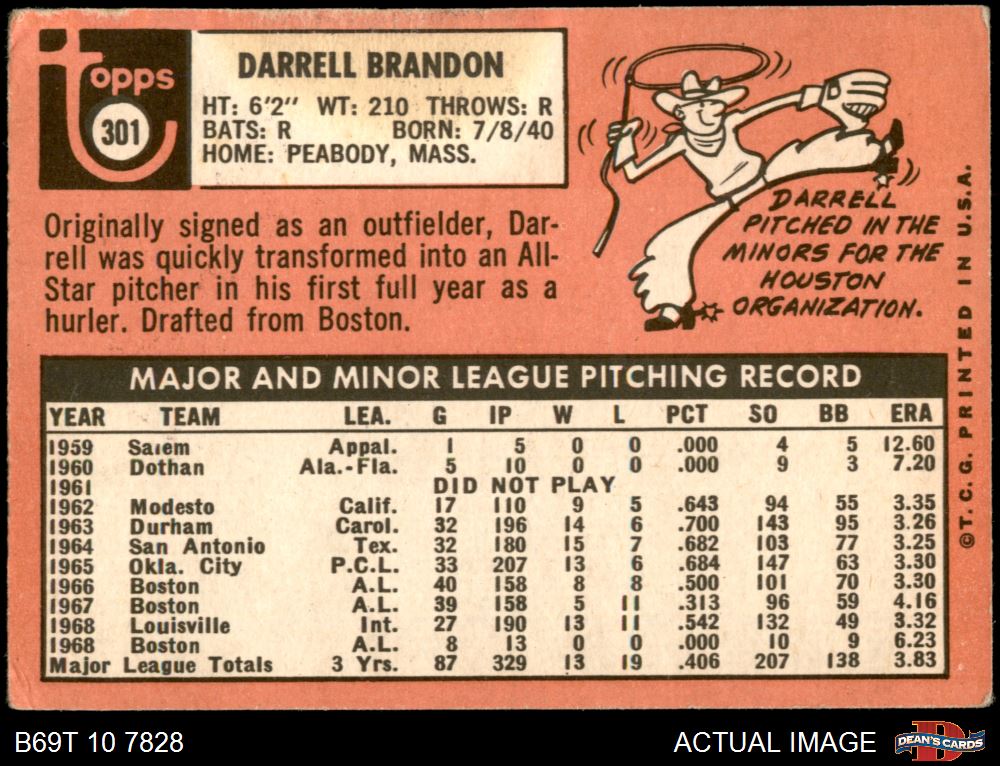 Topps
301
DARRELL BRANDON
HT: 6'2" WT: 210 THROWS: R
BATS: R BORN: 7/8/40
HOME: PEABODY, MASS.
Originally signed as an outfielder, Dar-
rell was quickly transformed into an All-
Star pitcher in his first full year as a
hurler. Drafted from Boston.
DARRELL
PITCHED IN THE
MINORS FOR THE
HOUSTON
ORGANIZATION.
©T. C. G. PRINTED IN U.S.A.
MAJOR AND MINOR LEAGUE PITCHING RECORD
YEAR TEAM LEA. G IP W L PCT SO BB ERA
1959 Salem Appal. 1 5 0 0 .000 4 5 12.60
1960 Dothan Ala.-Fla. 5 10 0 0 .000 9 3 7.20
1961 DID NOT PLAY
1962 Modesto Calif. 17 110 9 5 .643 94 55 3.35
1963 Durham Carol. 32 196 14 6 .700 143 95 3.26
1964 San Antonio Tex. 32 180 15 7 .682 103 77 3.25
1965 Okla. City P.C.L. 33 207 13 6 .684 147 63 3.30
1966 Boston A.L. 40 158 8 8 .500 101 70 3.30
1967 Boston A.L. 39 158 5 11 .313 96 59 4.16
1968 Louisville Int. 27 190 13 11 .542 132 49 3.32
1968 Boston A.L. 8 13 0 0 .000 10 9 6.23
Major League Totals 3 Yrs. 87 329 13 19 .406 207 138 3.83
B69T 10 7828
ACTUAL IMAGE
DEAN'S CARDS